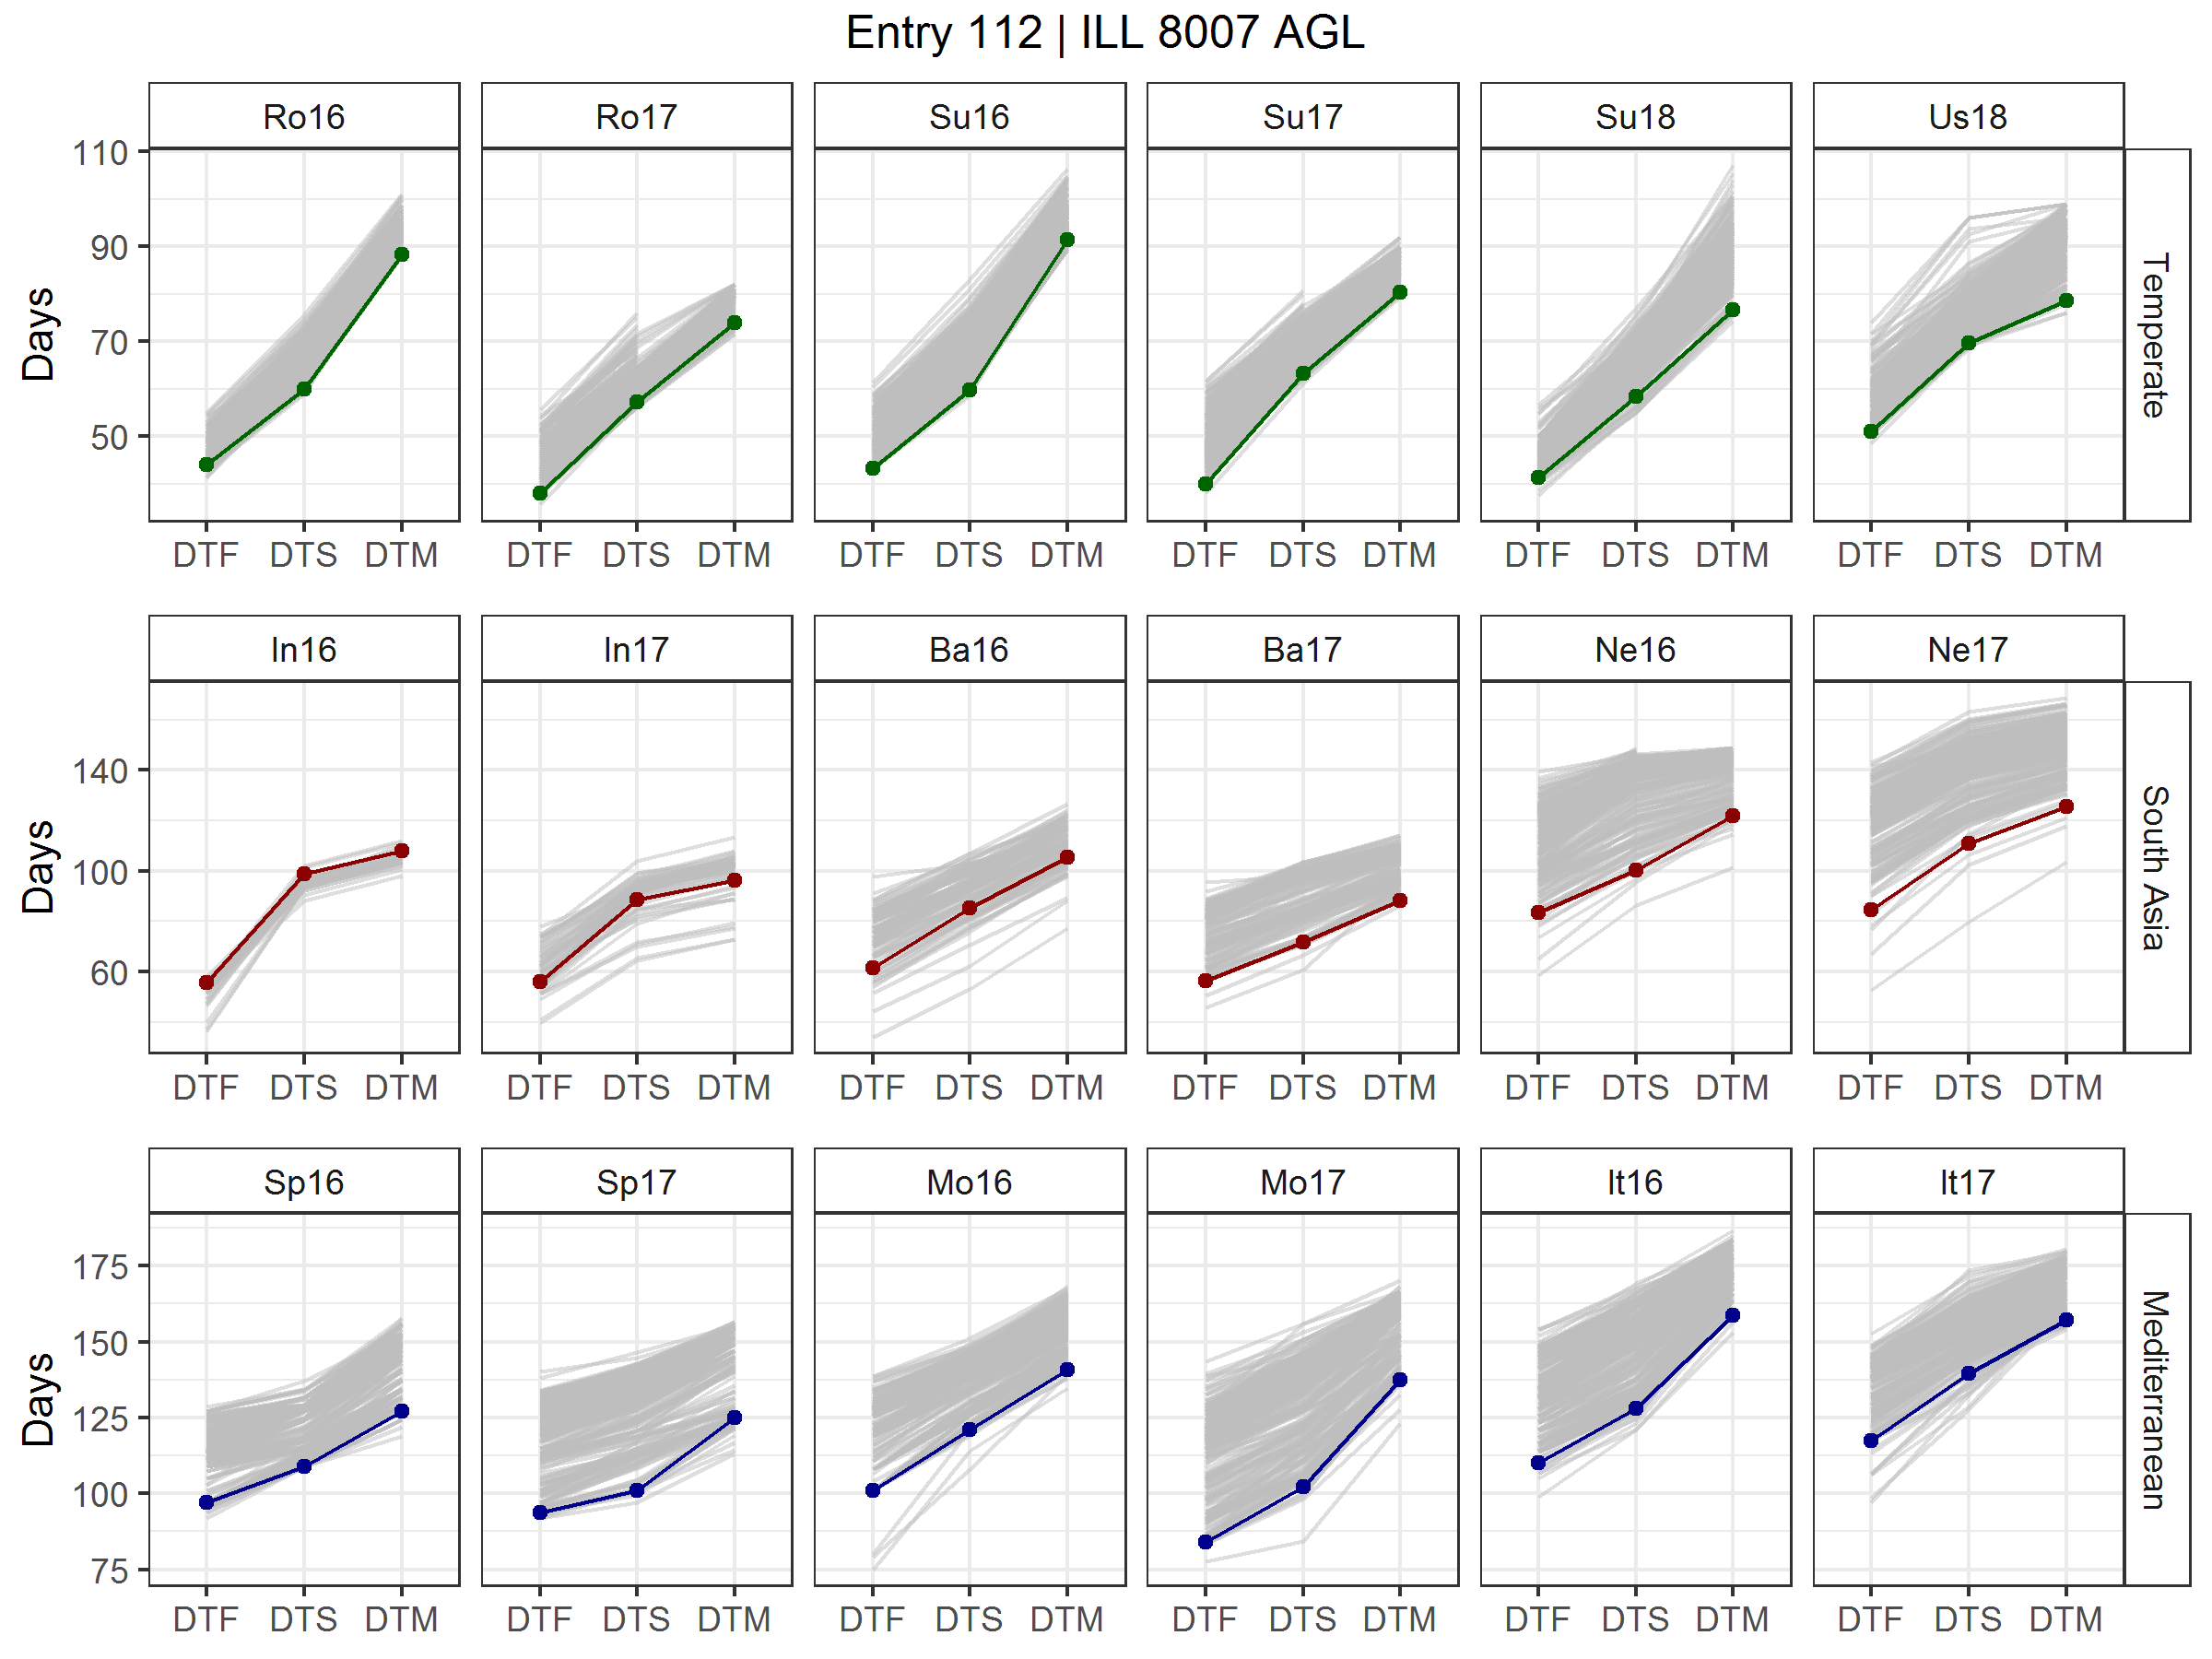 Entry 112 | ILL 8007 AGL
Ro16 Ro17 Su16 Su17 Su18 Us18
110
90
70
50
Days
Temperate
DTF DTS DTM DTF DTS DTM DTF DTS DTM DTF DTS DTM DTF DTS DTM DTF DTS DTM
In16 In17 Ba16 Ba17 Ne16 Ne17
140
100
60
Days
South Asia
DTF DTS DTM DTF DTS DTM DTF DTS DTM DTF DTS DTM DTF DTS DTM DTF DTS DTM
Sp16 Sp17 Mo16 Mo17 It16 It17
175
150
125
100
75
Days
Mediterranean
DTF DTS DTM DTF DTS DTM DTF DTS DTM DTF DTS DTM DTF DTS DTM DTF DTS DTM